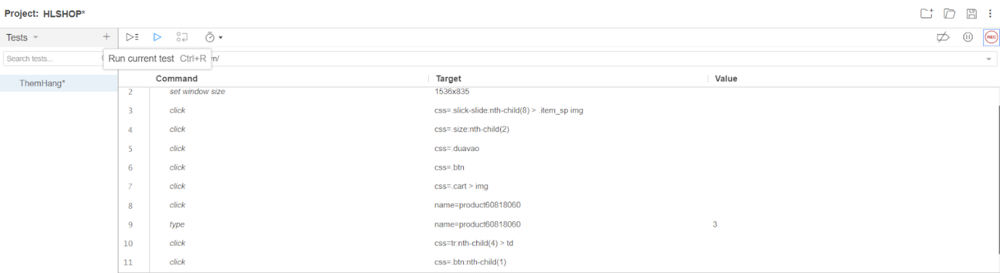 Project: HLSHOP*
Tests
REC
Search tests...
Run current test Ctrl+R
n/
ThemHang*
Command Target Value
2 set window size 1536x835
3 click css=.slick-slide:nth-child(8) > .item_sp img
4 click css=.size:nth-child(2)
5 click css=.duavao
6 click css=.btn
7 click css=.cart > img
8 click name=product60818060
9 type name=product60818060 3
10 click css=tr:nth-child(4) > td
11 click css=.btn:nth-child(1)